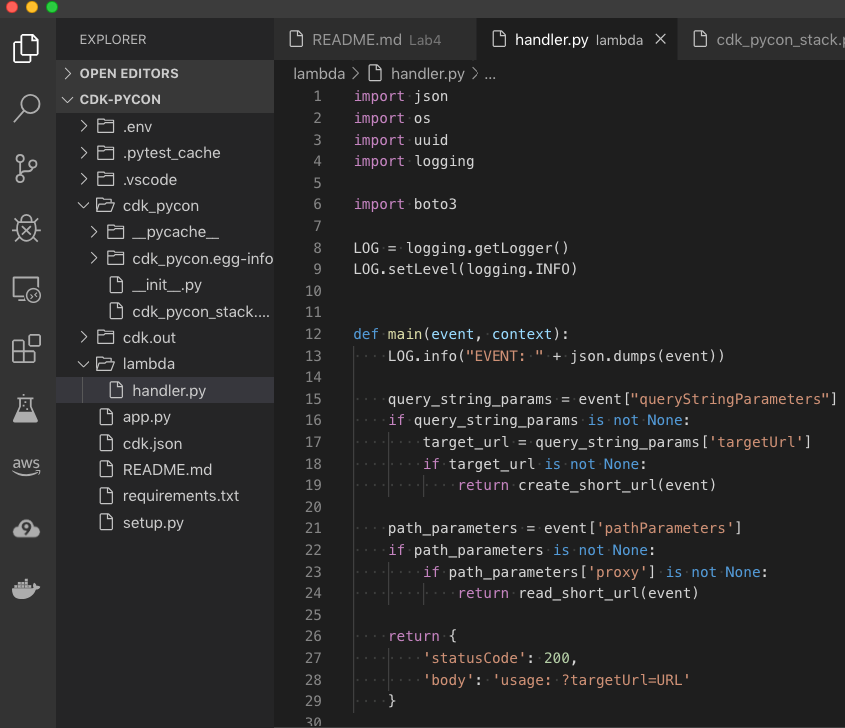 EXPLORER
OPEN EDITORS
CDK-PYCON
.env
.pytest_cache
.vscode
cdk_pycon
__pycache__
cdk_pycon.egg-info
__init__.py
cdk_pycon_stack....
cdk.out
lambda
handler.py
app.py
cdk.json
README.md
requirements.txt
setup.py
aws
README.md Lab4
handler.py lambda
cdk_pycon_stack.p
lambda > handler.py > ...
1 import json
2 import os
3 import uuid
4 import logging
5
6 import boto3
7
8 LOG = logging.getLogger()
9 LOG.setLevel(logging.INFO)
10
11
12 def main(event, context):
13     LOG.info("EVENT: " + json.dumps(event))
14
15     query_string_params = event["queryStringParameters"]
16     if query_string_params is not None:
17         target_url = query_string_params['targetUrl']
18         if target_url is not None:
19             return create_short_url(event)
20
21     path_parameters = event['pathParameters']
22     if path_parameters is not None:
23         if path_parameters['proxy'] is not None:
24             return read_short_url(event)
25
26     return {
27         'statusCode': 200,
28         'body': 'usage: ?targetUrl=URL'
29     }
30